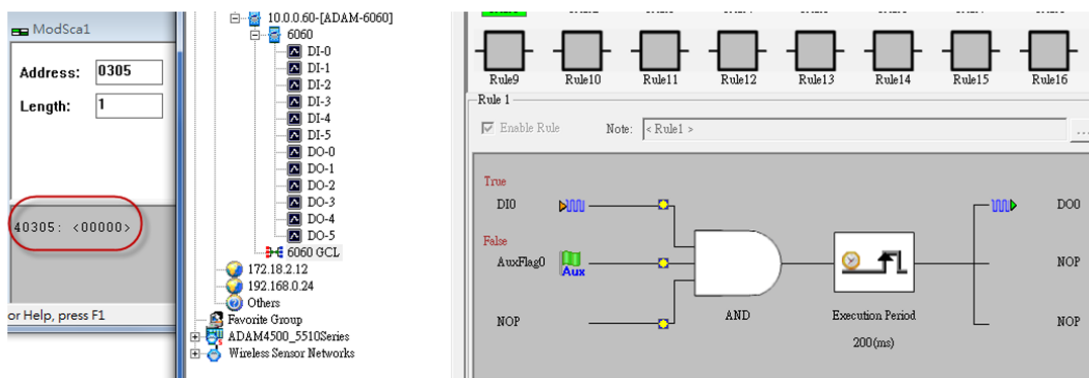 ModSca1
Address: 0305
Length: 1
40305: <00000>
or Help, press F1
10.0.0.60-[ADAM-6060]
6060
DI-0
DI-1
DI-2
DI-3
DI-4
DI-5
DO-0
DO-1
DO-2
DO-3
DO-4
DO-5
6060 GCL
172.18.2.12
192.168.0.24
Others
Favorite Group
ADAM4500_5510Series
Wireless Sensor Networks
Rule9 Rule10 Rule11 Rule12 Rule13 Rule14 Rule15 Rule16
Rule 1
Enable Rule Note: < Rule1 > ...
True
DI0 DO0
False
AuxFlag0 Aux NOP
NOP AND Execution Period NOP
200(ms)